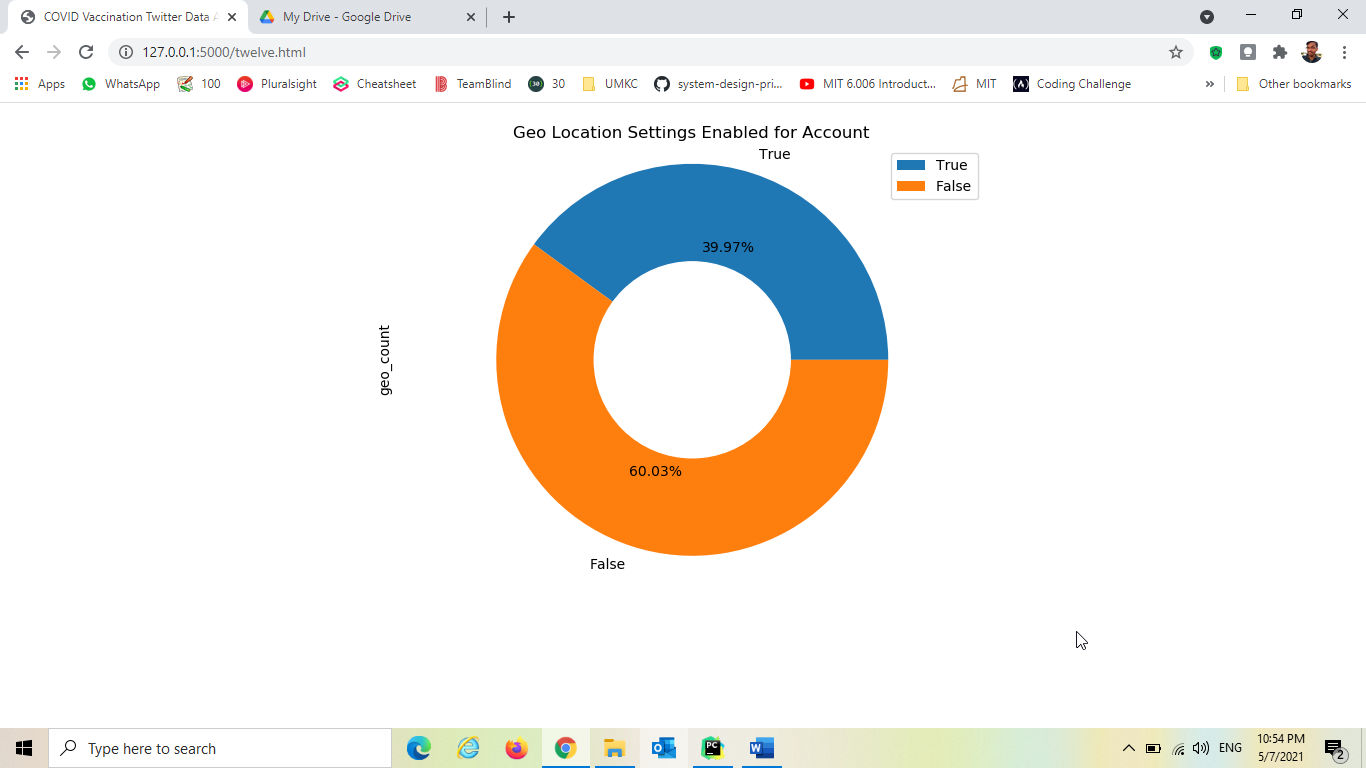 COVID Vaccination Twitter Data A
My Drive - Google Drive
127.0.0.1:5000/twelve.html
Apps
WhatsApp
100
Pluralsight
Cheatsheet
TeamBlind
30
30
UMKC
system-design-pri...
MIT 6.006 Introduct...
MIT
Coding Challenge
»
Other bookmarks
Geo Location Settings Enabled for Account
True
True
False
39.97%
geo_count
60.03%
False
Type here to search
PC
W
ENG
10:54 PM
5/7/2021
2